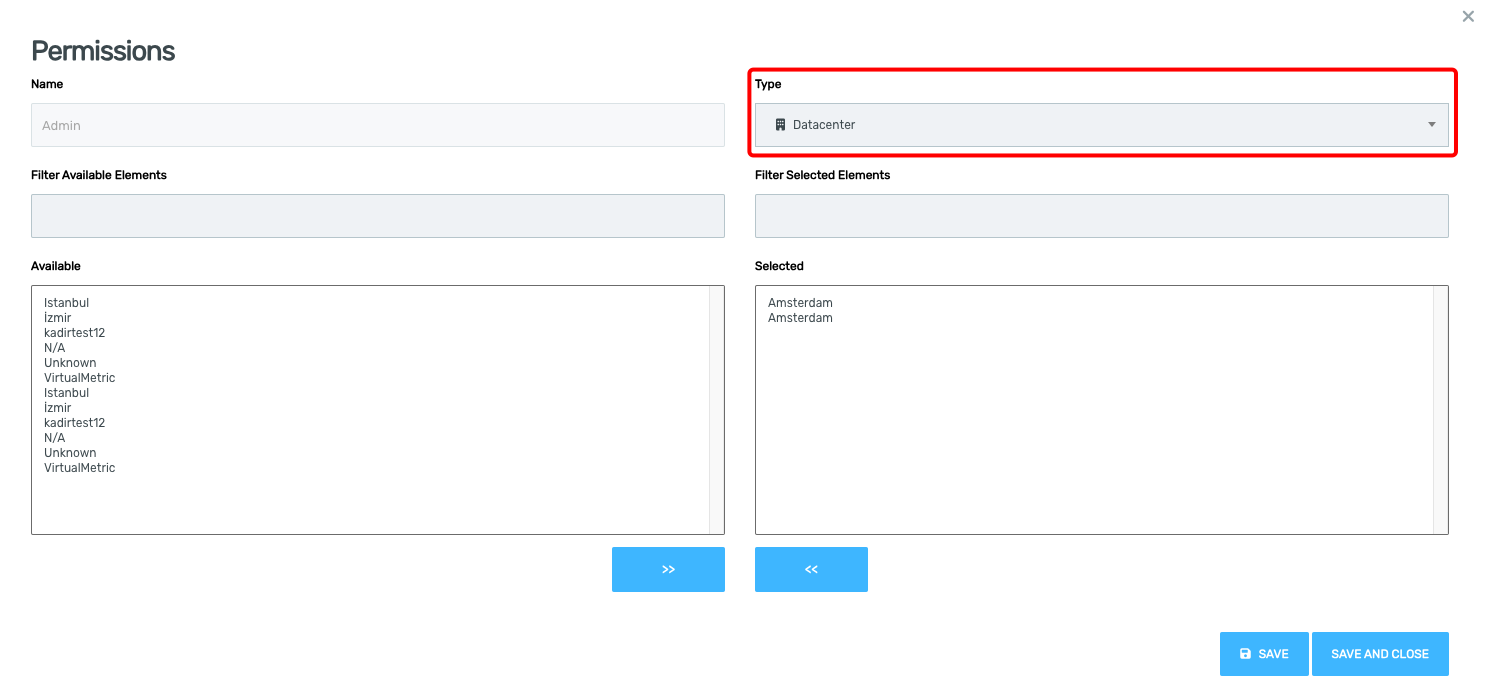 Permissions
Name
Admin
Type
Datacenter
Filter Available Elements
Filter Selected Elements
Available
Istanbul
İzmir
kadirtest12
N/A
Unknown
VirtualMetric
Istanbul
İzmir
kadirtest12
N/A
Unknown
VirtualMetric
Selected
Amsterdam
Amsterdam
>>
<<
SAVE
SAVE AND CLOSE